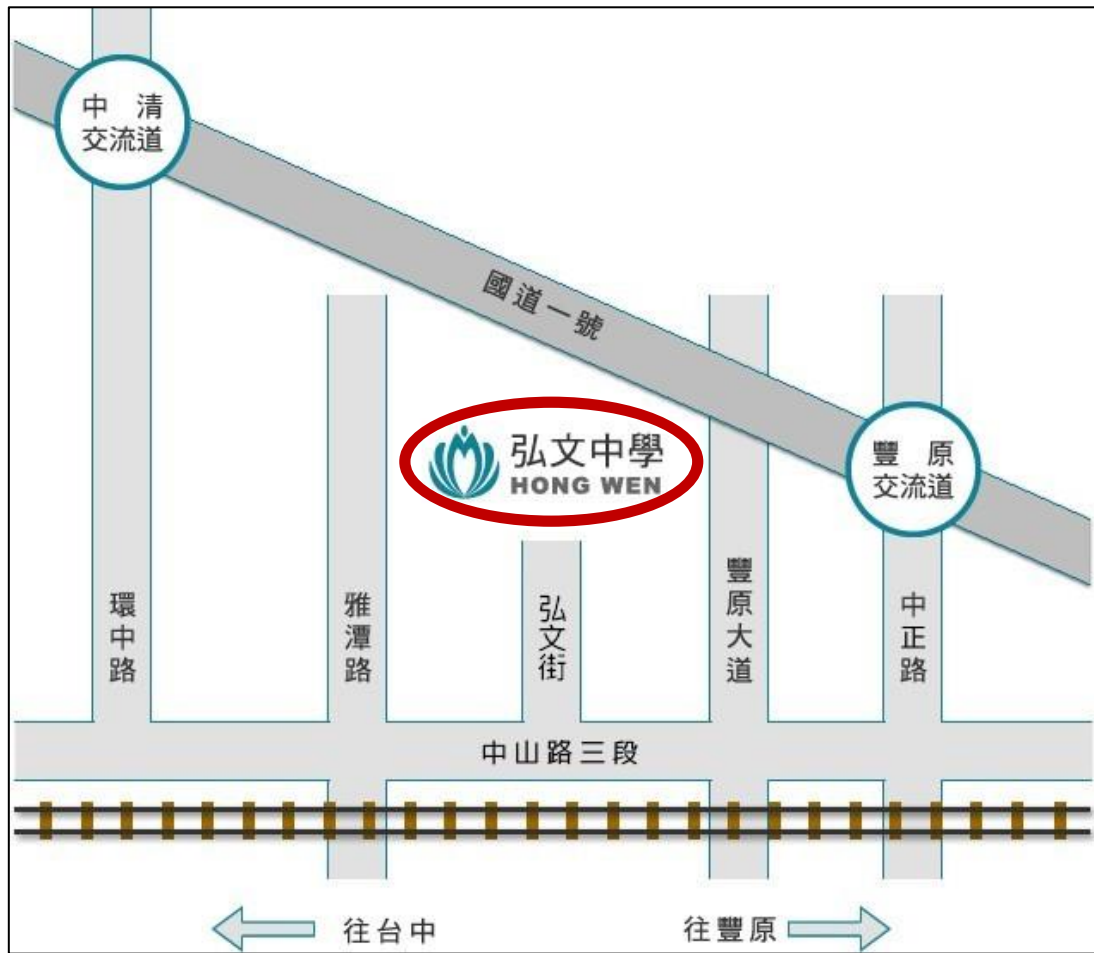 中 清
交流道
國道一號
弘文中學
HONG WEN
豐 原
交流道
環中路
雅潭路
弘文街
豐原大道
中正路
中山路三段
往台中
往豐原